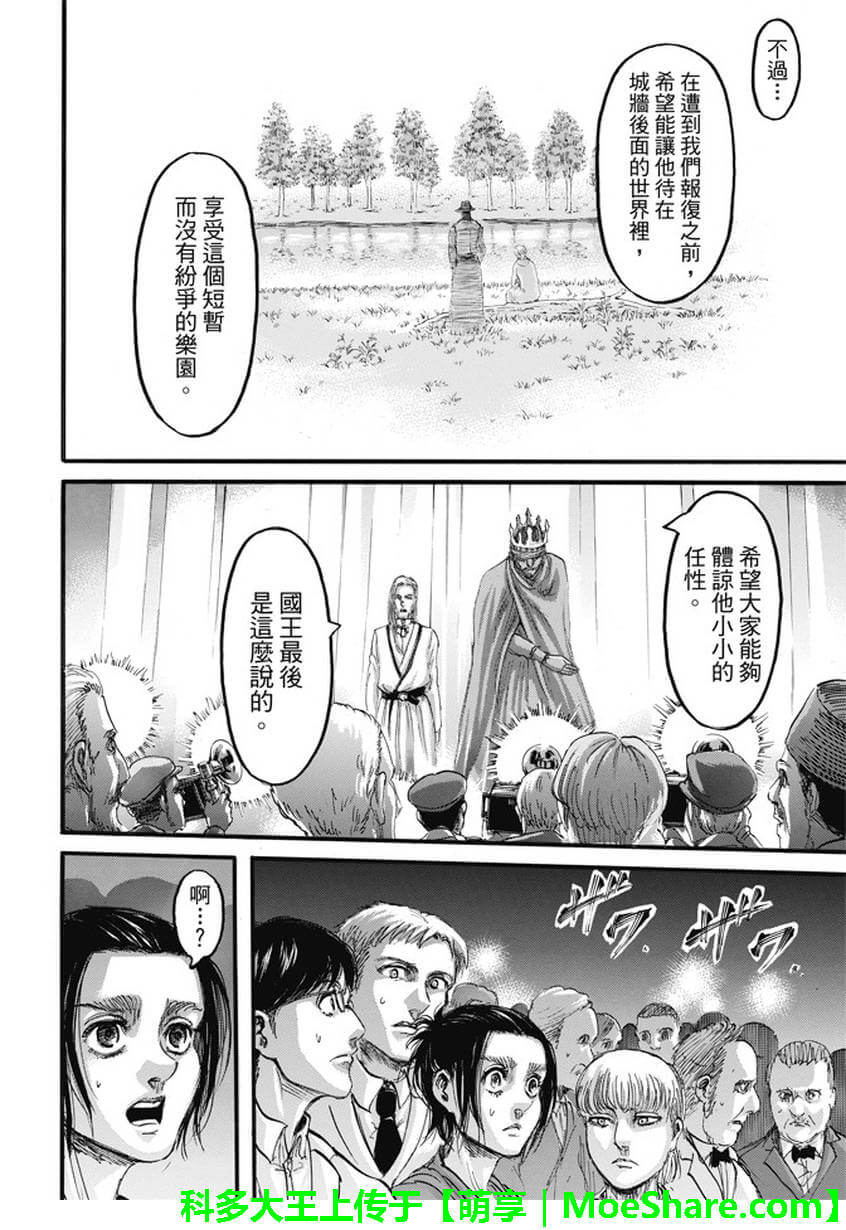 不過…
在遭到我們報復之前，
希望能讓他待在
城牆後面的世界裡，
享受這個短暫
而沒有紛爭的樂園。
希望大家能夠
體諒他小小的
任性。
國王最後
是這麼說的。
ザワ
ザワ
啊…？
科多大王上传于【萌享｜MoeShare.com】